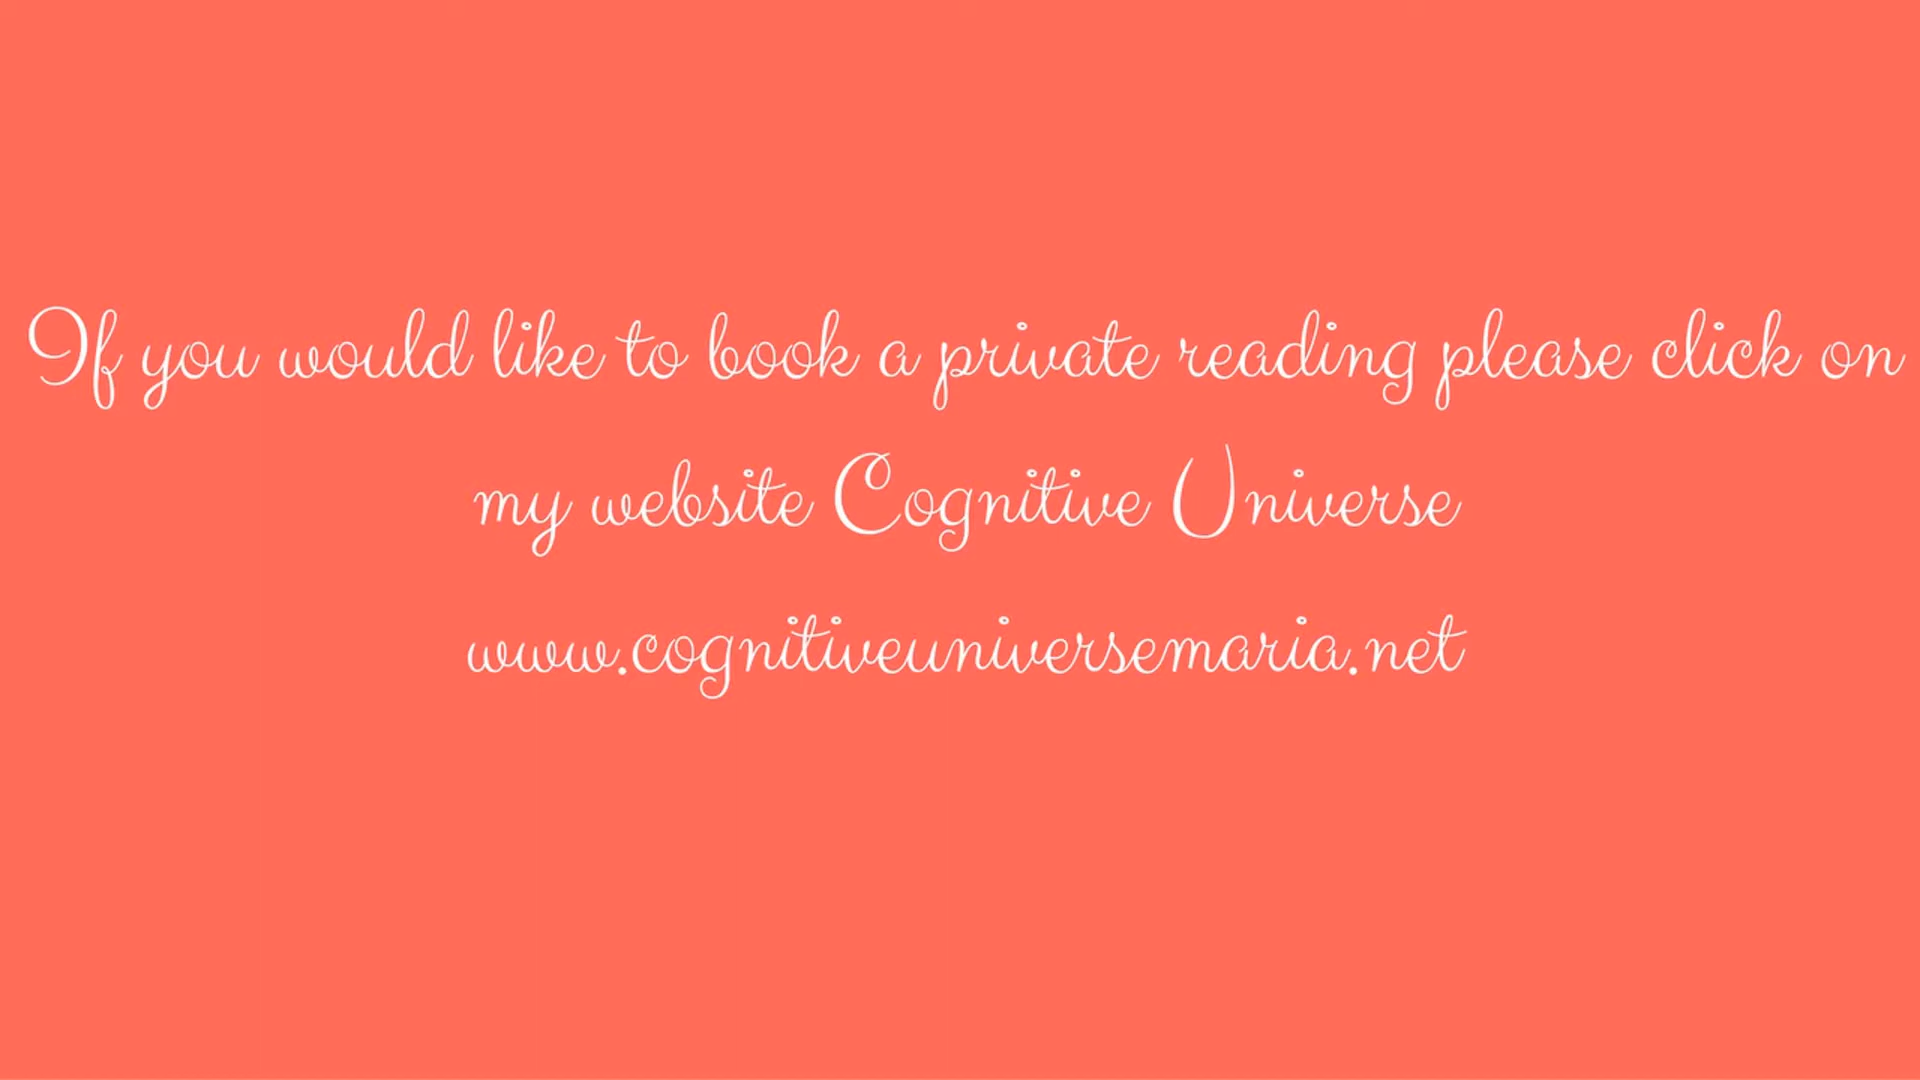 If you would like to book a private reading please click on
my website Cognitive Universe
www.cognitiveuniversemaria.net